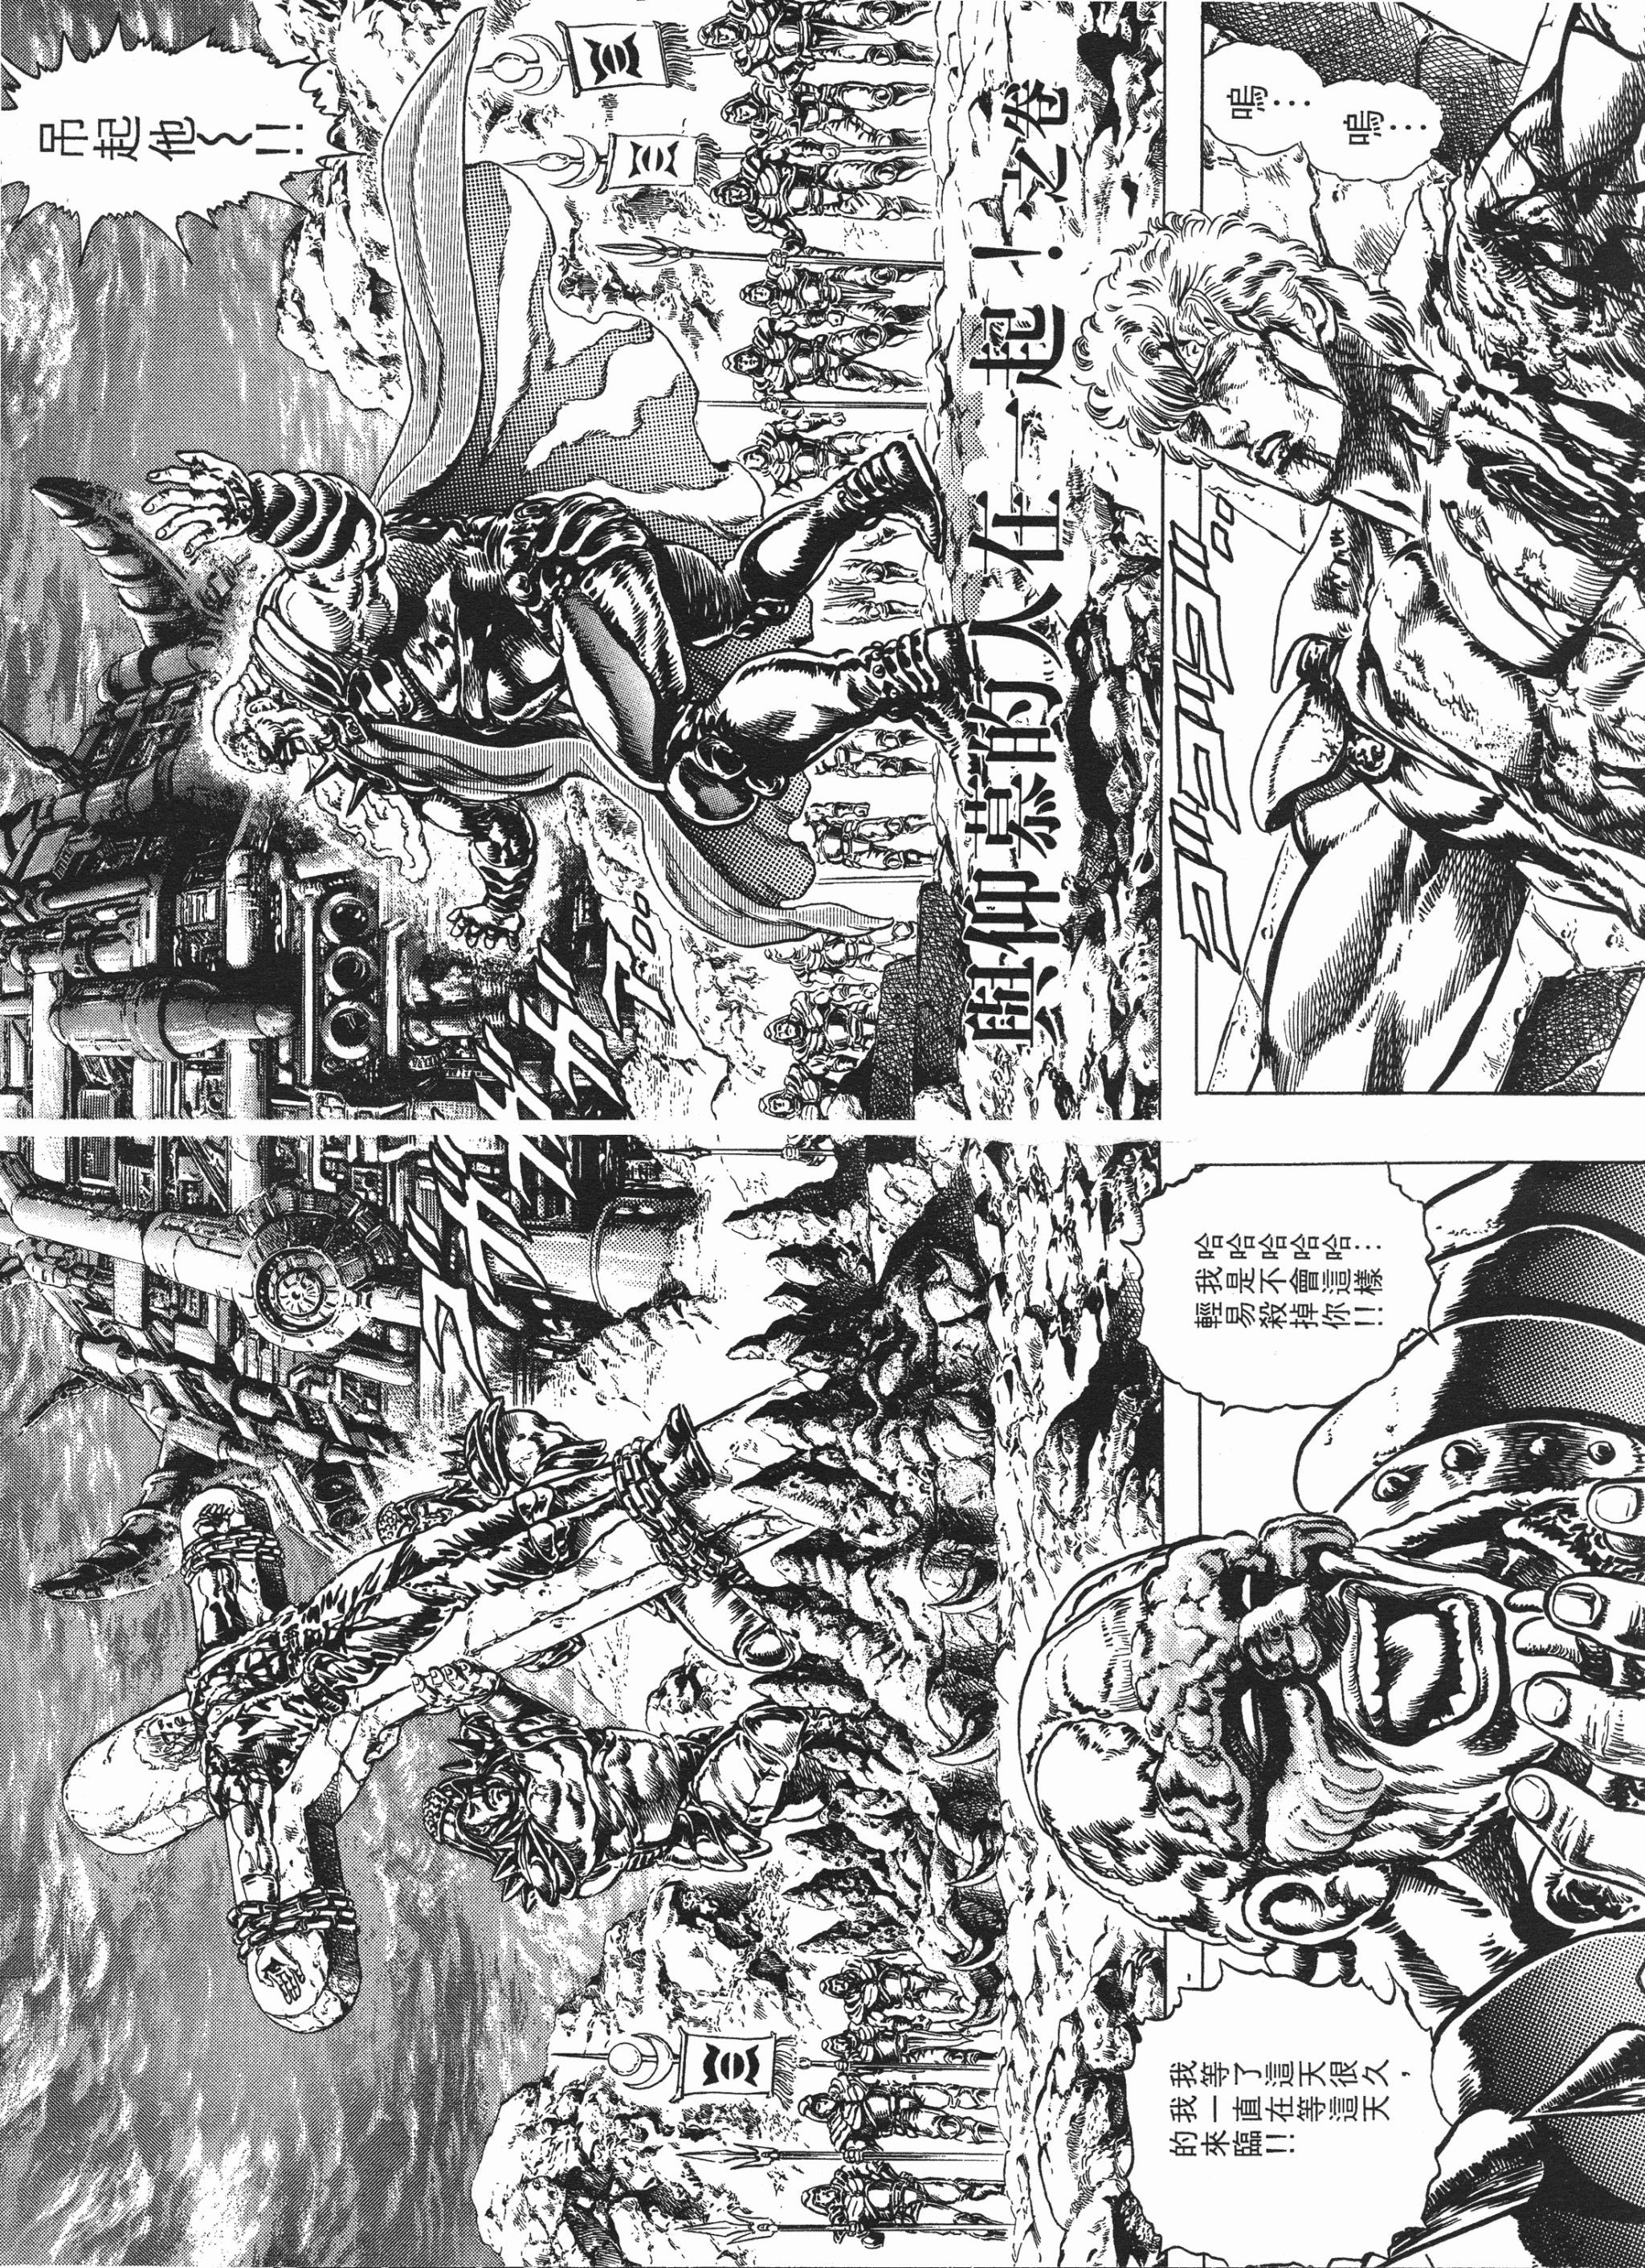 吊起他～!!
與仰慕的人在一起！之卷
嗚…
嗚…
哈哈哈哈哈…
我是不會這樣
輕易殺掉你!!
我等了這天很久，
我一直在等這天
的來臨!!